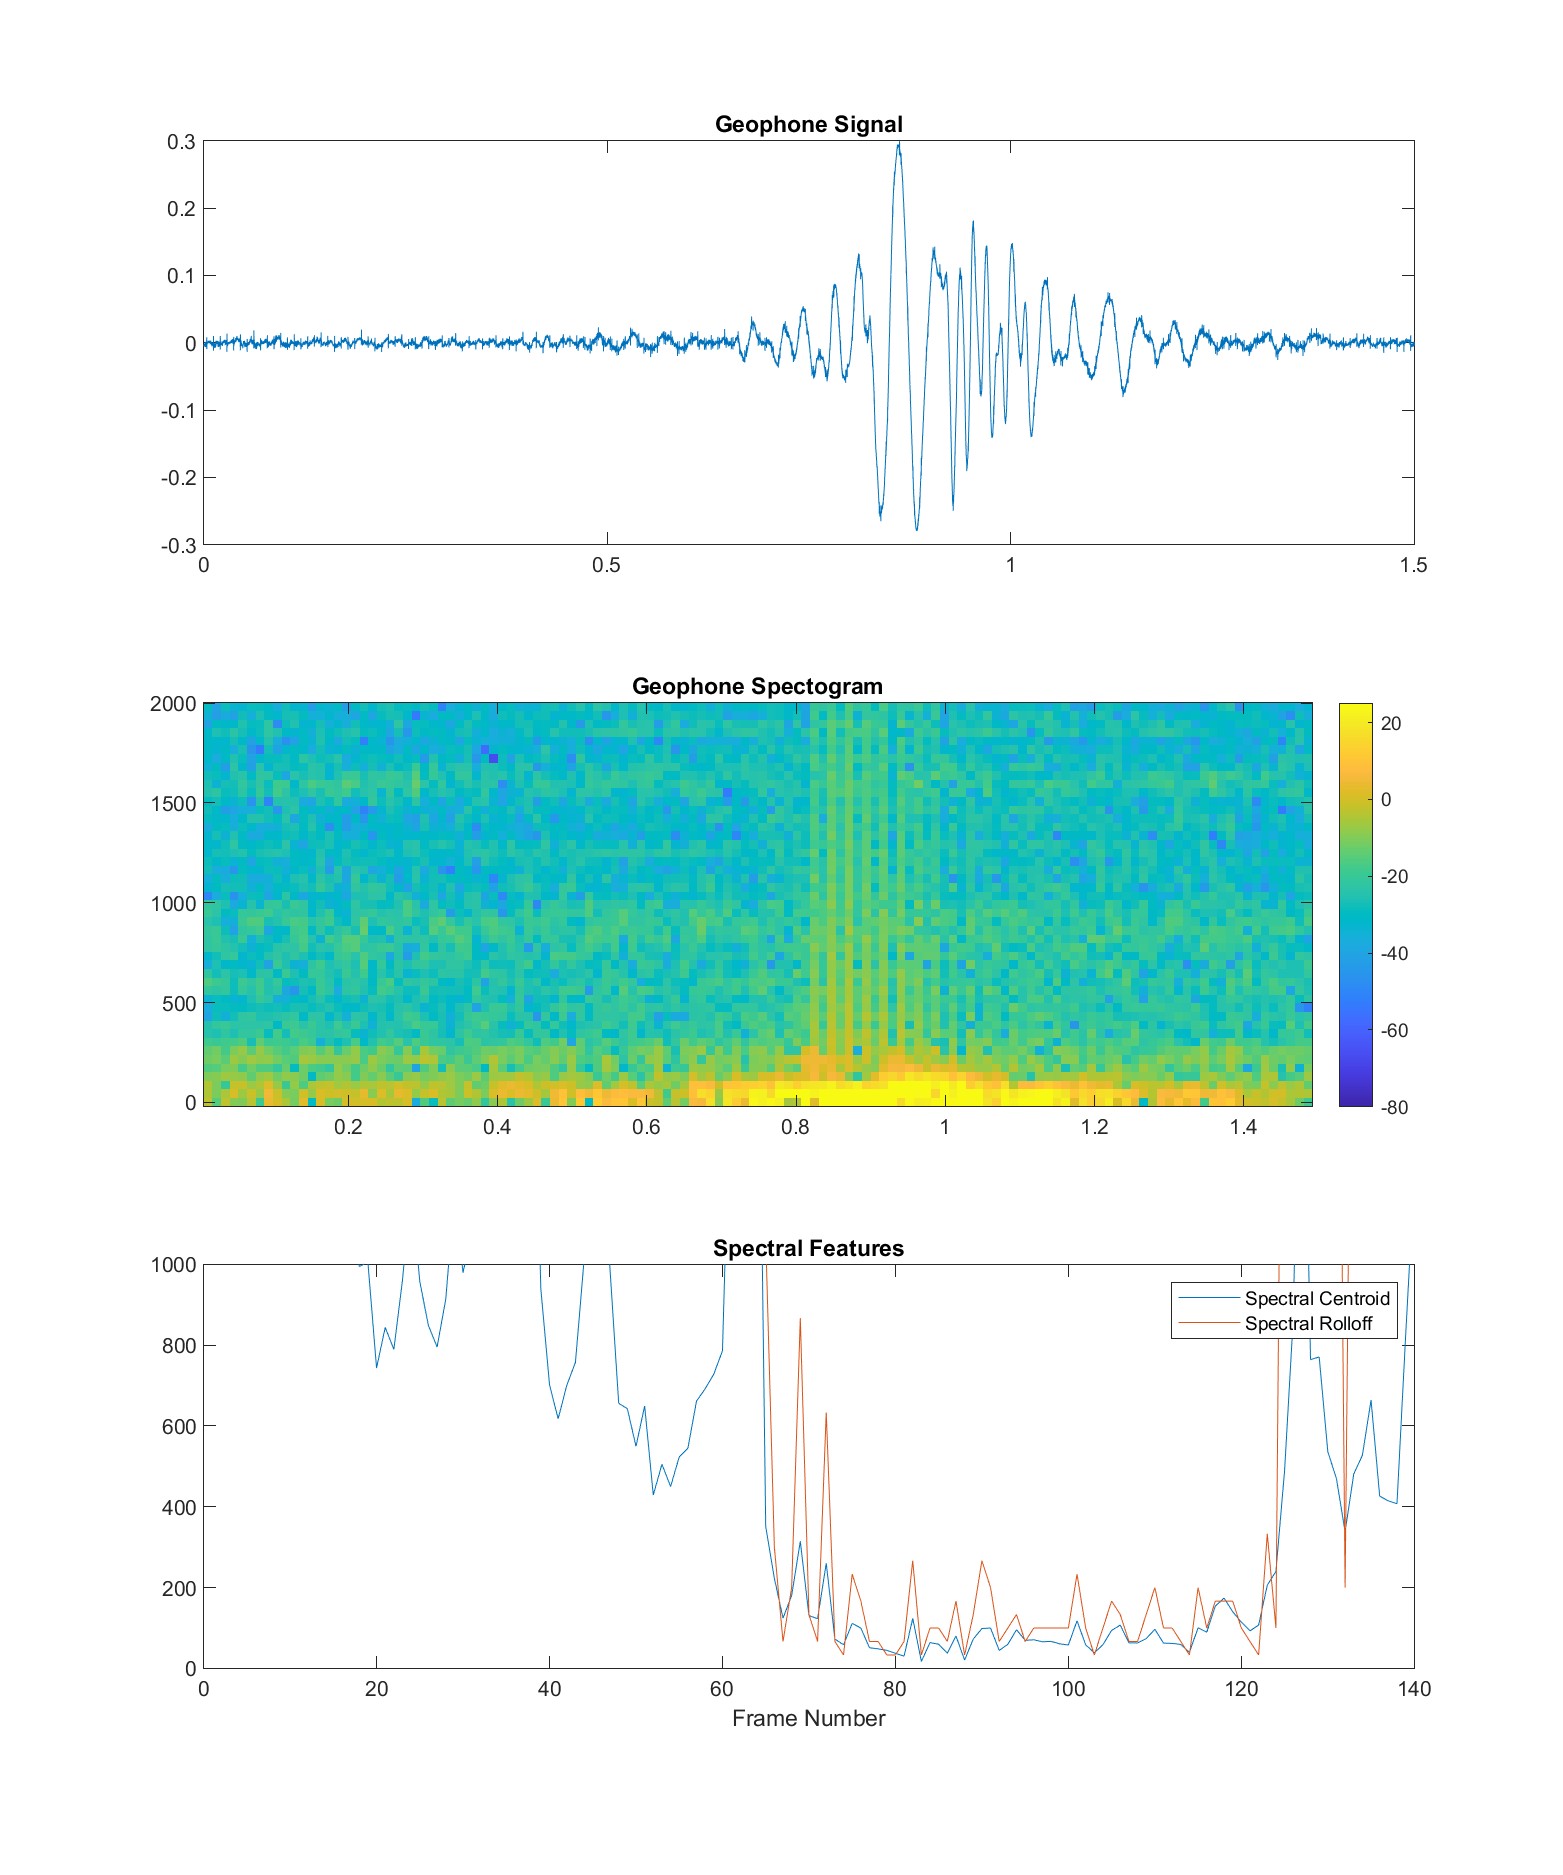 Geophone Signal
0.3
0.2
0.1
0
-0.1
-0.2
-0.3
0 0.5 1 1.5
Geophone Spectogram
2000
1500
1000
500
0
0.2 0.4 0.6 0.8 1 1.2 1.4
20
0
-20
-40
-60
-80
Spectral Features
1000
800
600
400
200
0
Spectral Centroid
Spectral Rolloff
0 20 40 60 80 100 120 140
Frame Number